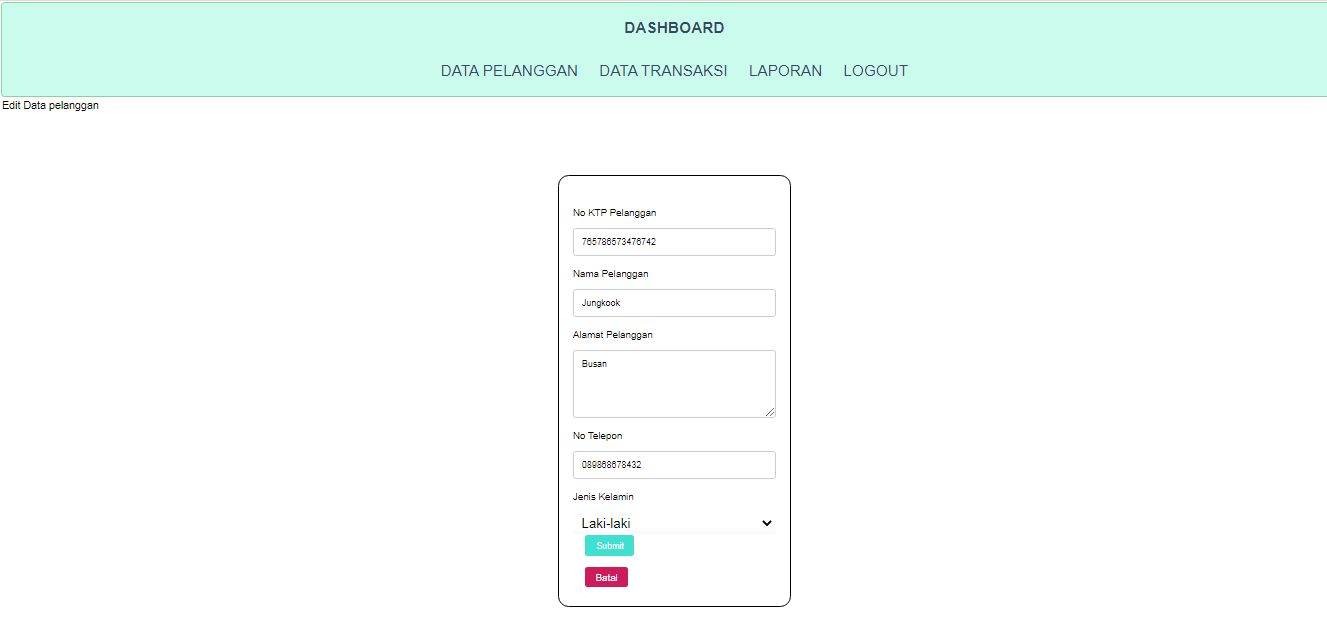 DASHBOARD
DATA PELANGGAN DATA TRANSAKSI LAPORAN LOGOUT
Edit Data pelanggan
No KTP Pelanggan
765786573476742
Nama Pelanggan
Jungkook
Alamat Pelanggan
Busan
No Telepon
089868678432
Jenis Kelamin
Laki-laki
Submit
Batal